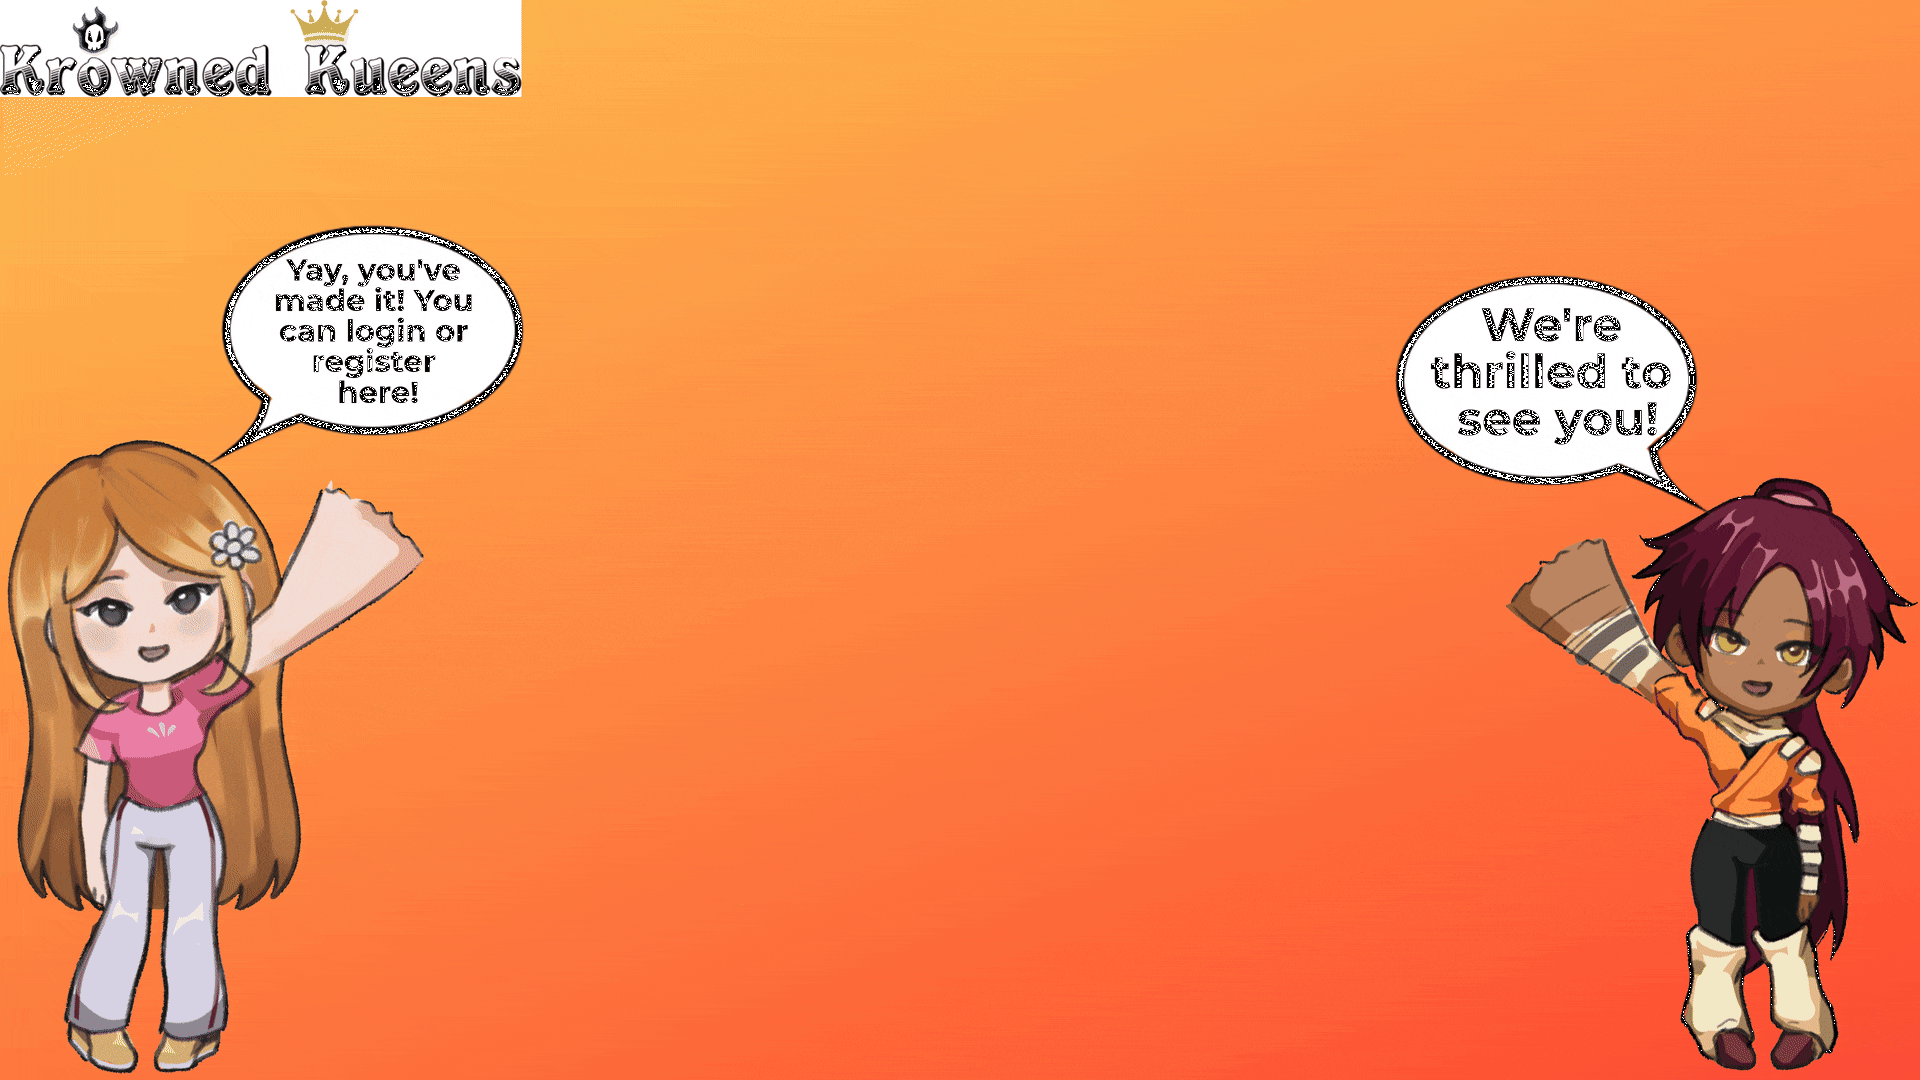 Krowned Kueens
Yay, you've
made it! You
can login or
register
here!
We're
thrilled to
see you!